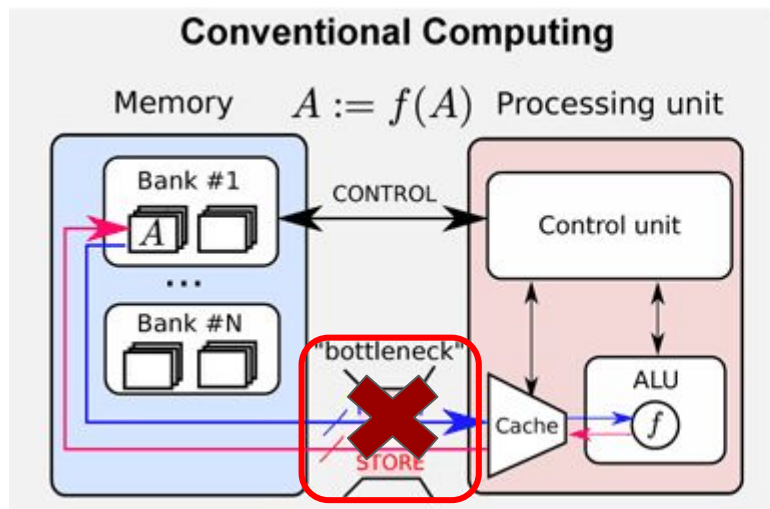 Conventional Computing
Memory
A := f(A)
Processing unit
Bank #1
A
CONTROL
Control unit
...
Bank #N
"bottleneck"
ALU
Cache
f
STORE